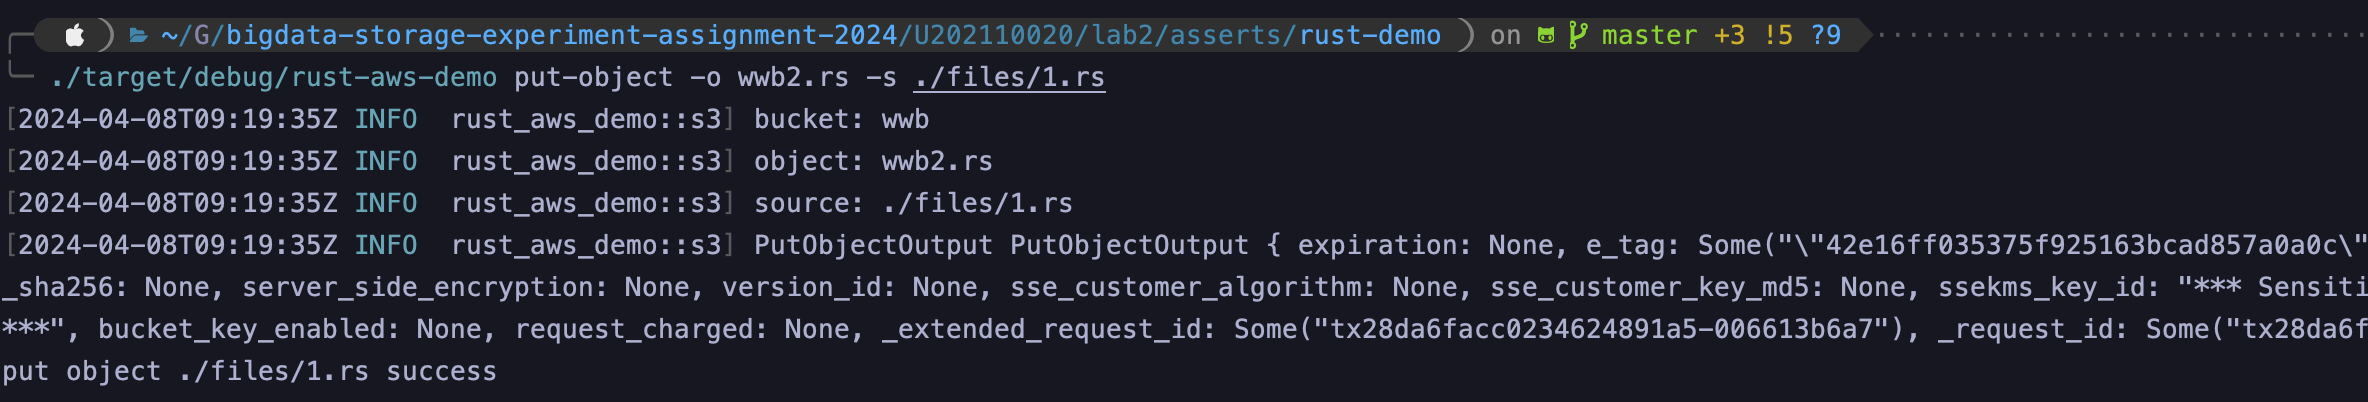 ~/G/bigdata-storage-experiment-assignment-2024/U202110020/lab2/asserts/rust-demo on master +3 !5 ?9
./target/debug/rust-aws-demo put-object -o wwb2.rs -s ./files/1.rs
[2024-04-08T09:19:35Z INFO  rust_aws_demo::s3] bucket: wwb
[2024-04-08T09:19:35Z INFO  rust_aws_demo::s3] object: wwb2.rs
[2024-04-08T09:19:35Z INFO  rust_aws_demo::s3] source: ./files/1.rs
[2024-04-08T09:19:35Z INFO  rust_aws_demo::s3] PutObjectOutput PutObjectOutput { expiration: None, e_tag: Some("\"42e16ff035375f925163bcad857a0a0c\"
_sha256: None, server_side_encryption: None, version_id: None, sse_customer_algorithm: None, sse_customer_key_md5: None, ssekms_key_id: "*** Sensiti
***", bucket_key_enabled: None, request_charged: None, _extended_request_id: Some("tx28da6facc0234624891a5-006613b6a7"), _request_id: Some("tx28da6f
put object ./files/1.rs success